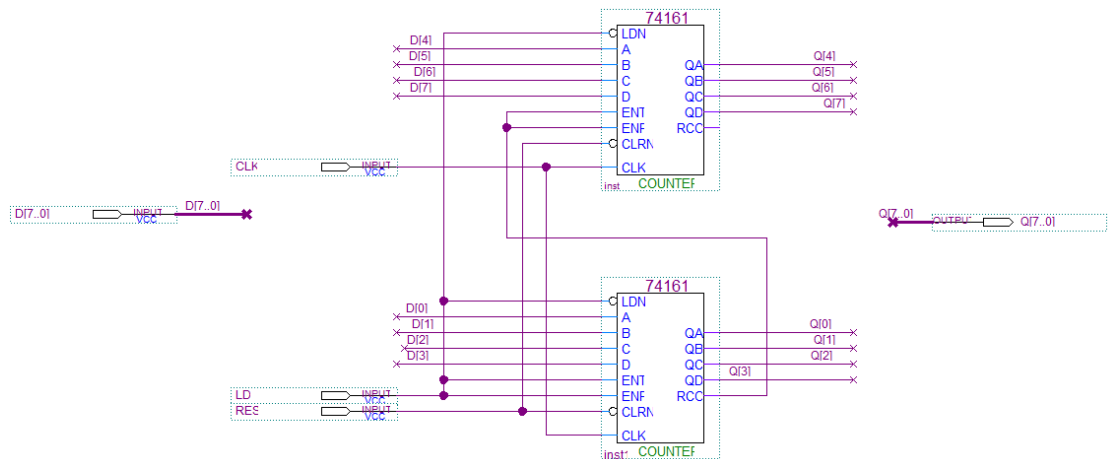 74161
LDN
D[4] A
D[5] B QA Q[4]
D[6] C QB Q[5]
D[7] D QC Q[6]
ENT QD Q[7]
ENP RCO
CLRN
CLK INPUT VCC CLK
inst COUNTER
D[7..0] INPUT VCC D[7..0]
Q[7..0] OUTPUT Q[7..0]
74161
LDN
D[0] A
D[1] B QA Q[0]
D[2] C QB Q[1]
D[3] D QC Q[2]
ENT QD Q[3]
LD INPUT VCC ENP RCO
RES INPUT VCC CLRN
CLK
inst1 COUNTER